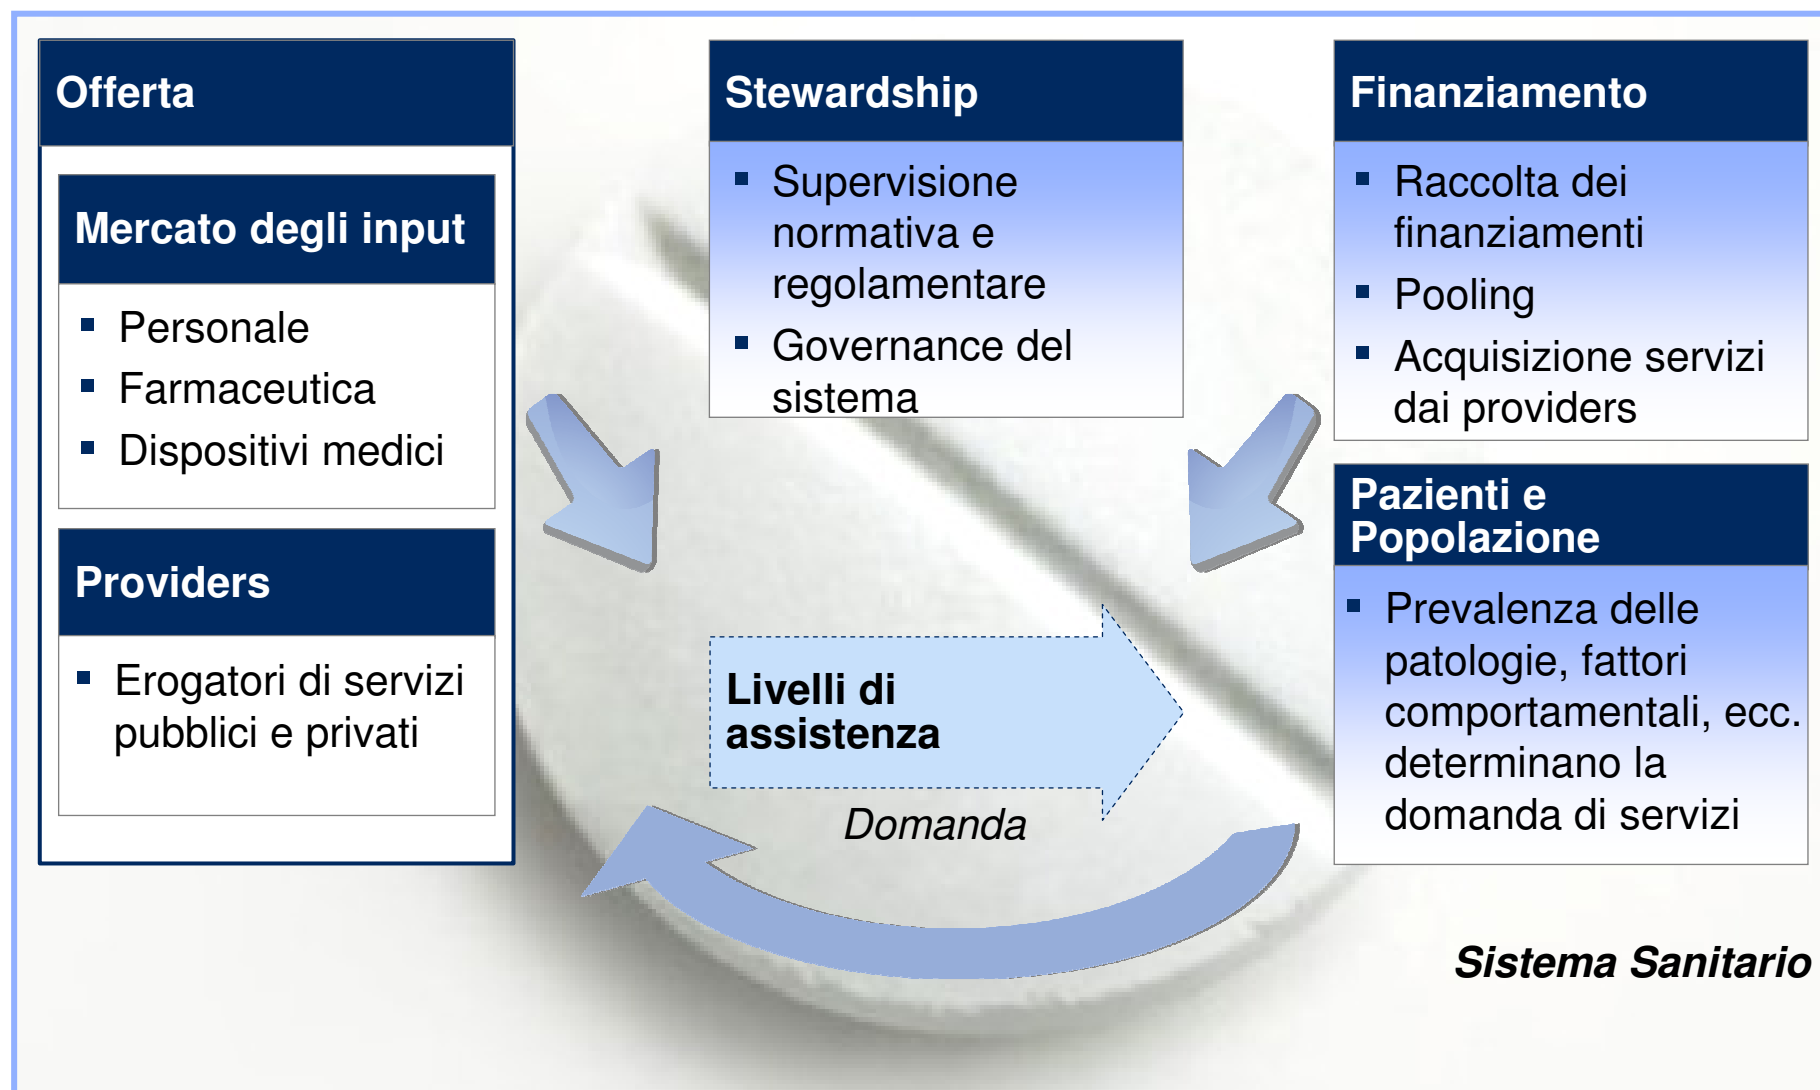 Offerta
Mercato degli input
Personale
Farmaceutica
Dispositivi medici
Providers
Erogatori di servizi
pubblici e privati
Stewardship
Supervisione
normativa e
regolamentare
Governance del
sistema
Finanziamento
Raccolta dei
finanziamenti
Pooling
Acquisizione servizi
dai providers
Pazienti e
Popolazione
Prevalenza delle
patologie, fattori
comportamentali, ecc.
determinano la
domanda di servizi
Livelli di
assistenza
Domanda
Sistema Sanitario